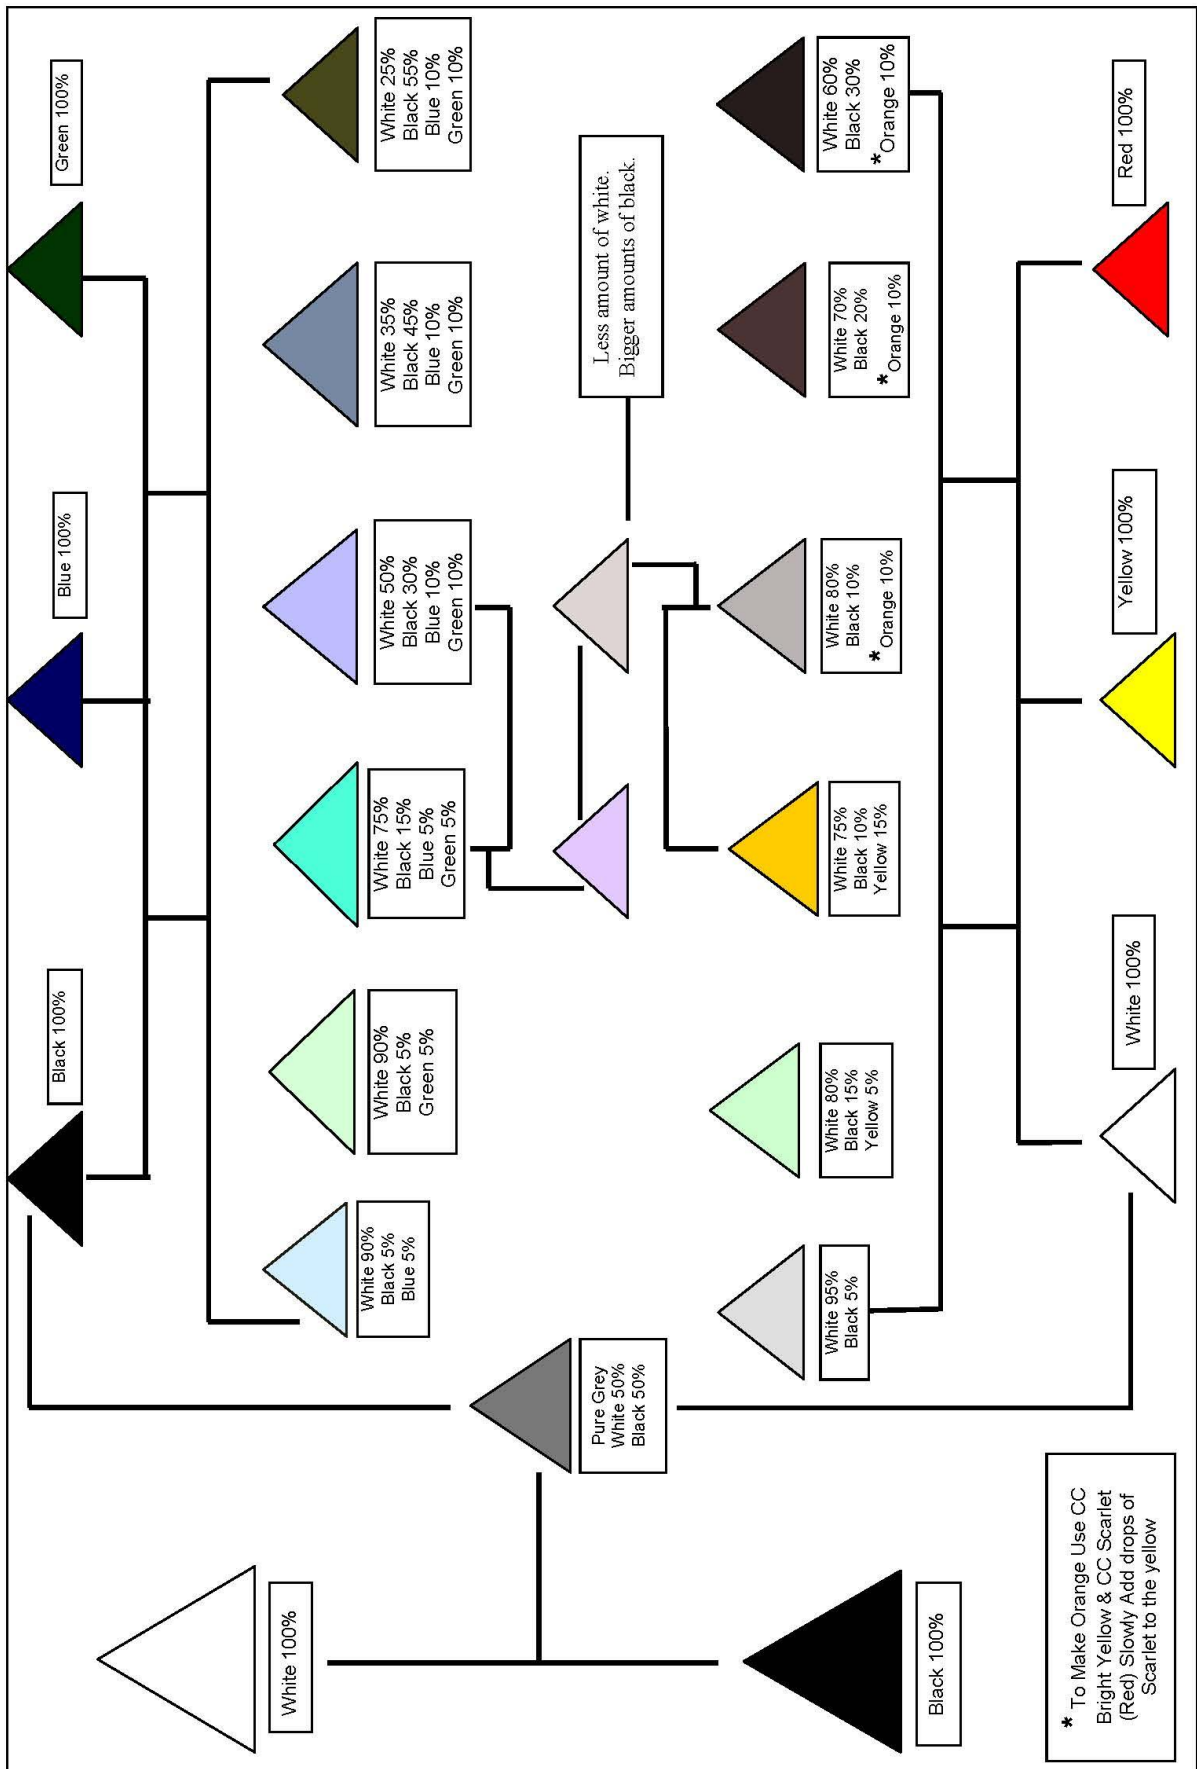 Black 100%
Blue 100%
Green 100%
White 100%
White 90%
Black 5%
Blue 5%
White 90%
Black 5%
Green 5%
White 75%
Black 15%
Blue 5%
Green 5%
White 50%
Black 30%
Blue 10%
Green 10%
White 35%
Black 45%
Blue 10%
Green 10%
White 25%
Black 55%
Blue 10%
Green 10%
Pure Grey
White 50%
Black 50%
Less amount of white.
Bigger amounts of black.
Black 100%
White 95%
Black 5%
White 80%
Black 15%
Yellow 5%
White 75%
Black 10%
Yellow 15%
White 80%
Black 10%
*Orange 10%
White 70%
Black 20%
*Orange 10%
White 60%
Black 30%
*Orange 10%
* To Make Orange Use CC
Bright Yellow & CC Scarlet
(Red) Slowly Add drops of
Scarlet to the yellow
White 100%
Yellow 100%
Red 100%